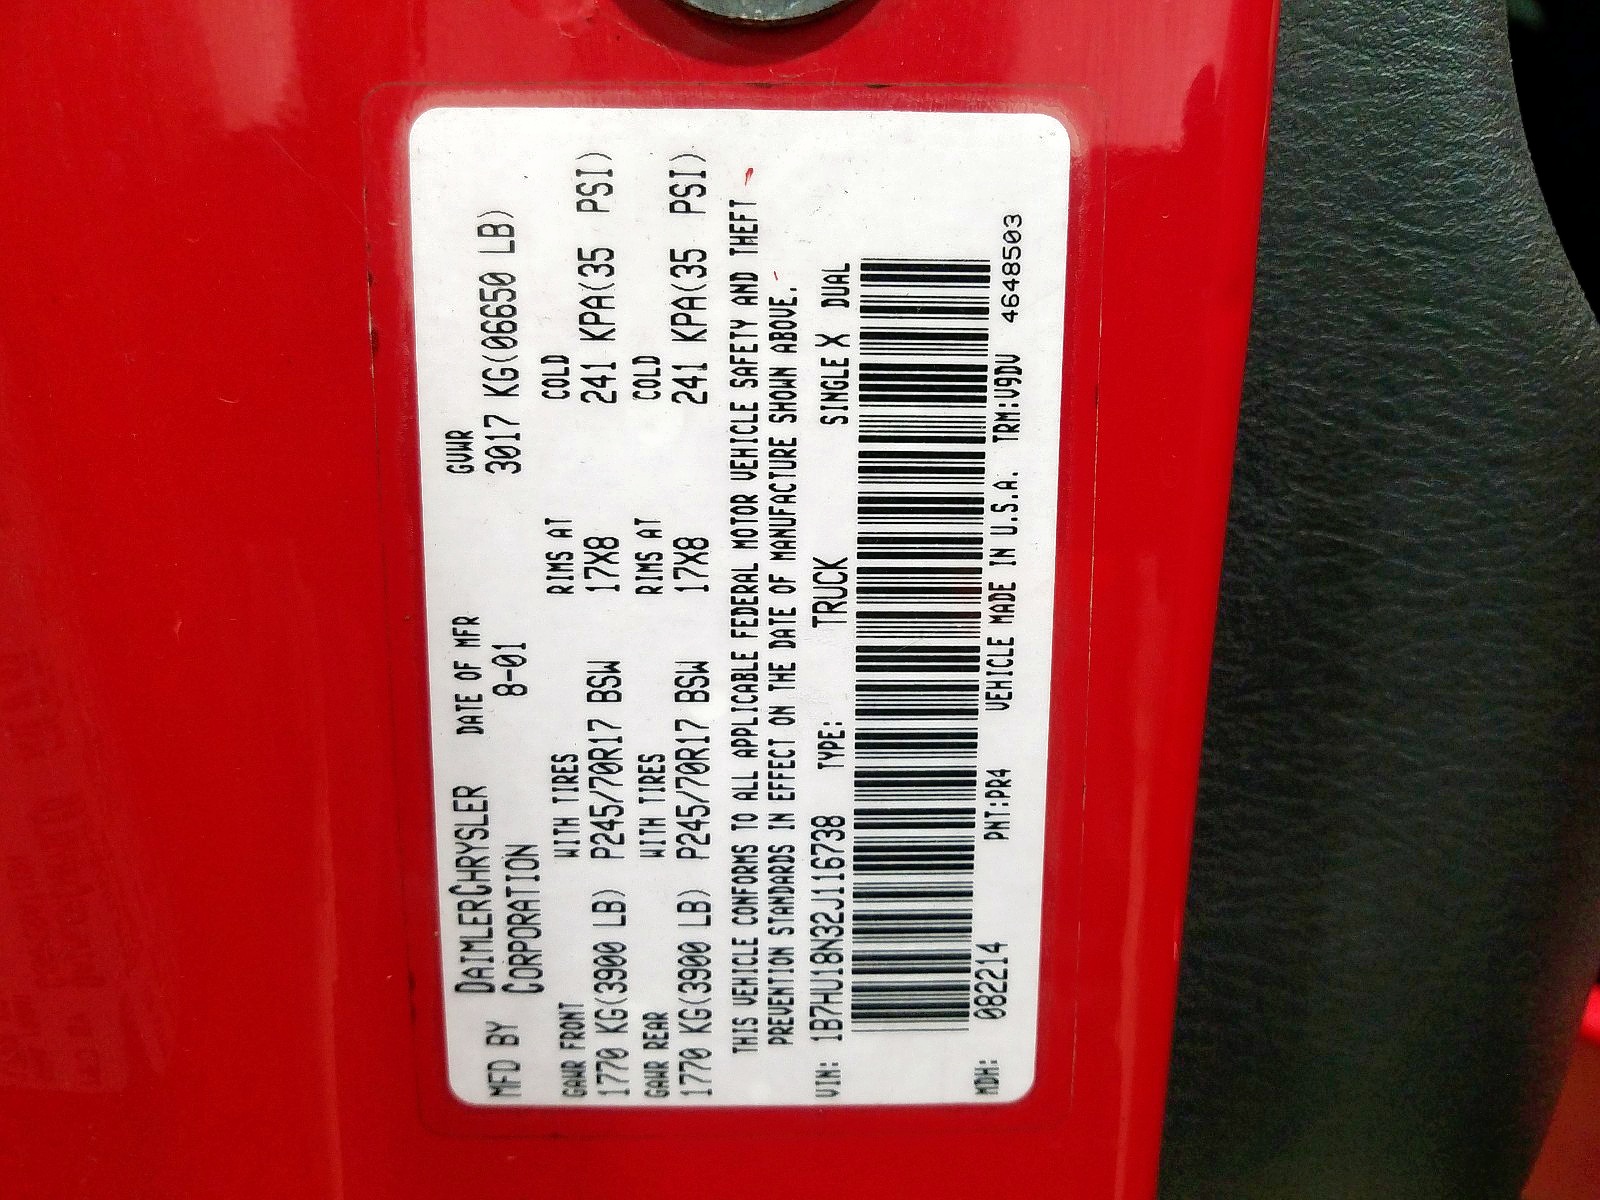 MFD BY DAIMLERCHRYSLER CORPORATION DATE OF MFR 8-01 GVWR 3017 KG(06650 LB)
GAWR FRONT WITH TIRES RIMS AT COLD
1770 KG(3900 LB) P245/70R17 BSW 17X8 241 KPA(35 PSI)
GAWR REAR WITH TIRES RIMS AT COLD
1770 KG(3900 LB) P245/70R17 BSW 17X8 241 KPA(35 PSI)
THIS VEHICLE CONFORMS TO ALL APPLICABLE FEDERAL MOTOR VEHICLE SAFETY AND THEFT
PREVENTION STANDARDS IN EFFECT ON THE DATE OF MANUFACTURE SHOWN ABOVE.
VIN: 1B7HU18N32J116738 TYPE: TRUCK SINGLE X DUAL
MDH: 082214 PNT:PR4 VEHICLE MADE IN U.S.A. TRM:V9DV 4648503